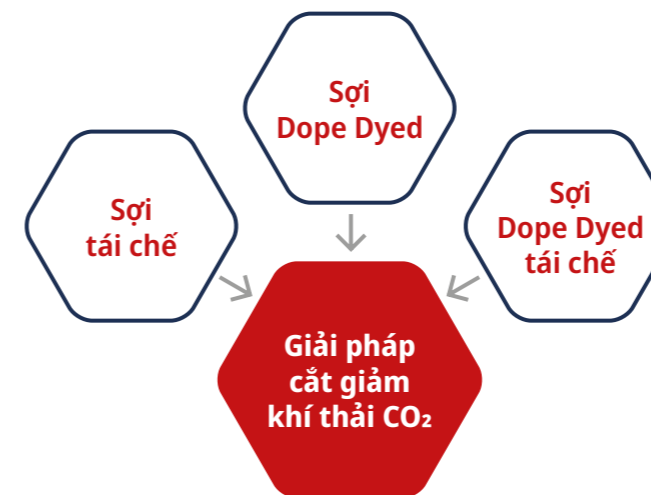 Sợi
Dope Dyed
Sợi
tái chế
Sợi
Dope Dyed
tái chế
Giải pháp
cắt giảm
khí thải CO₂